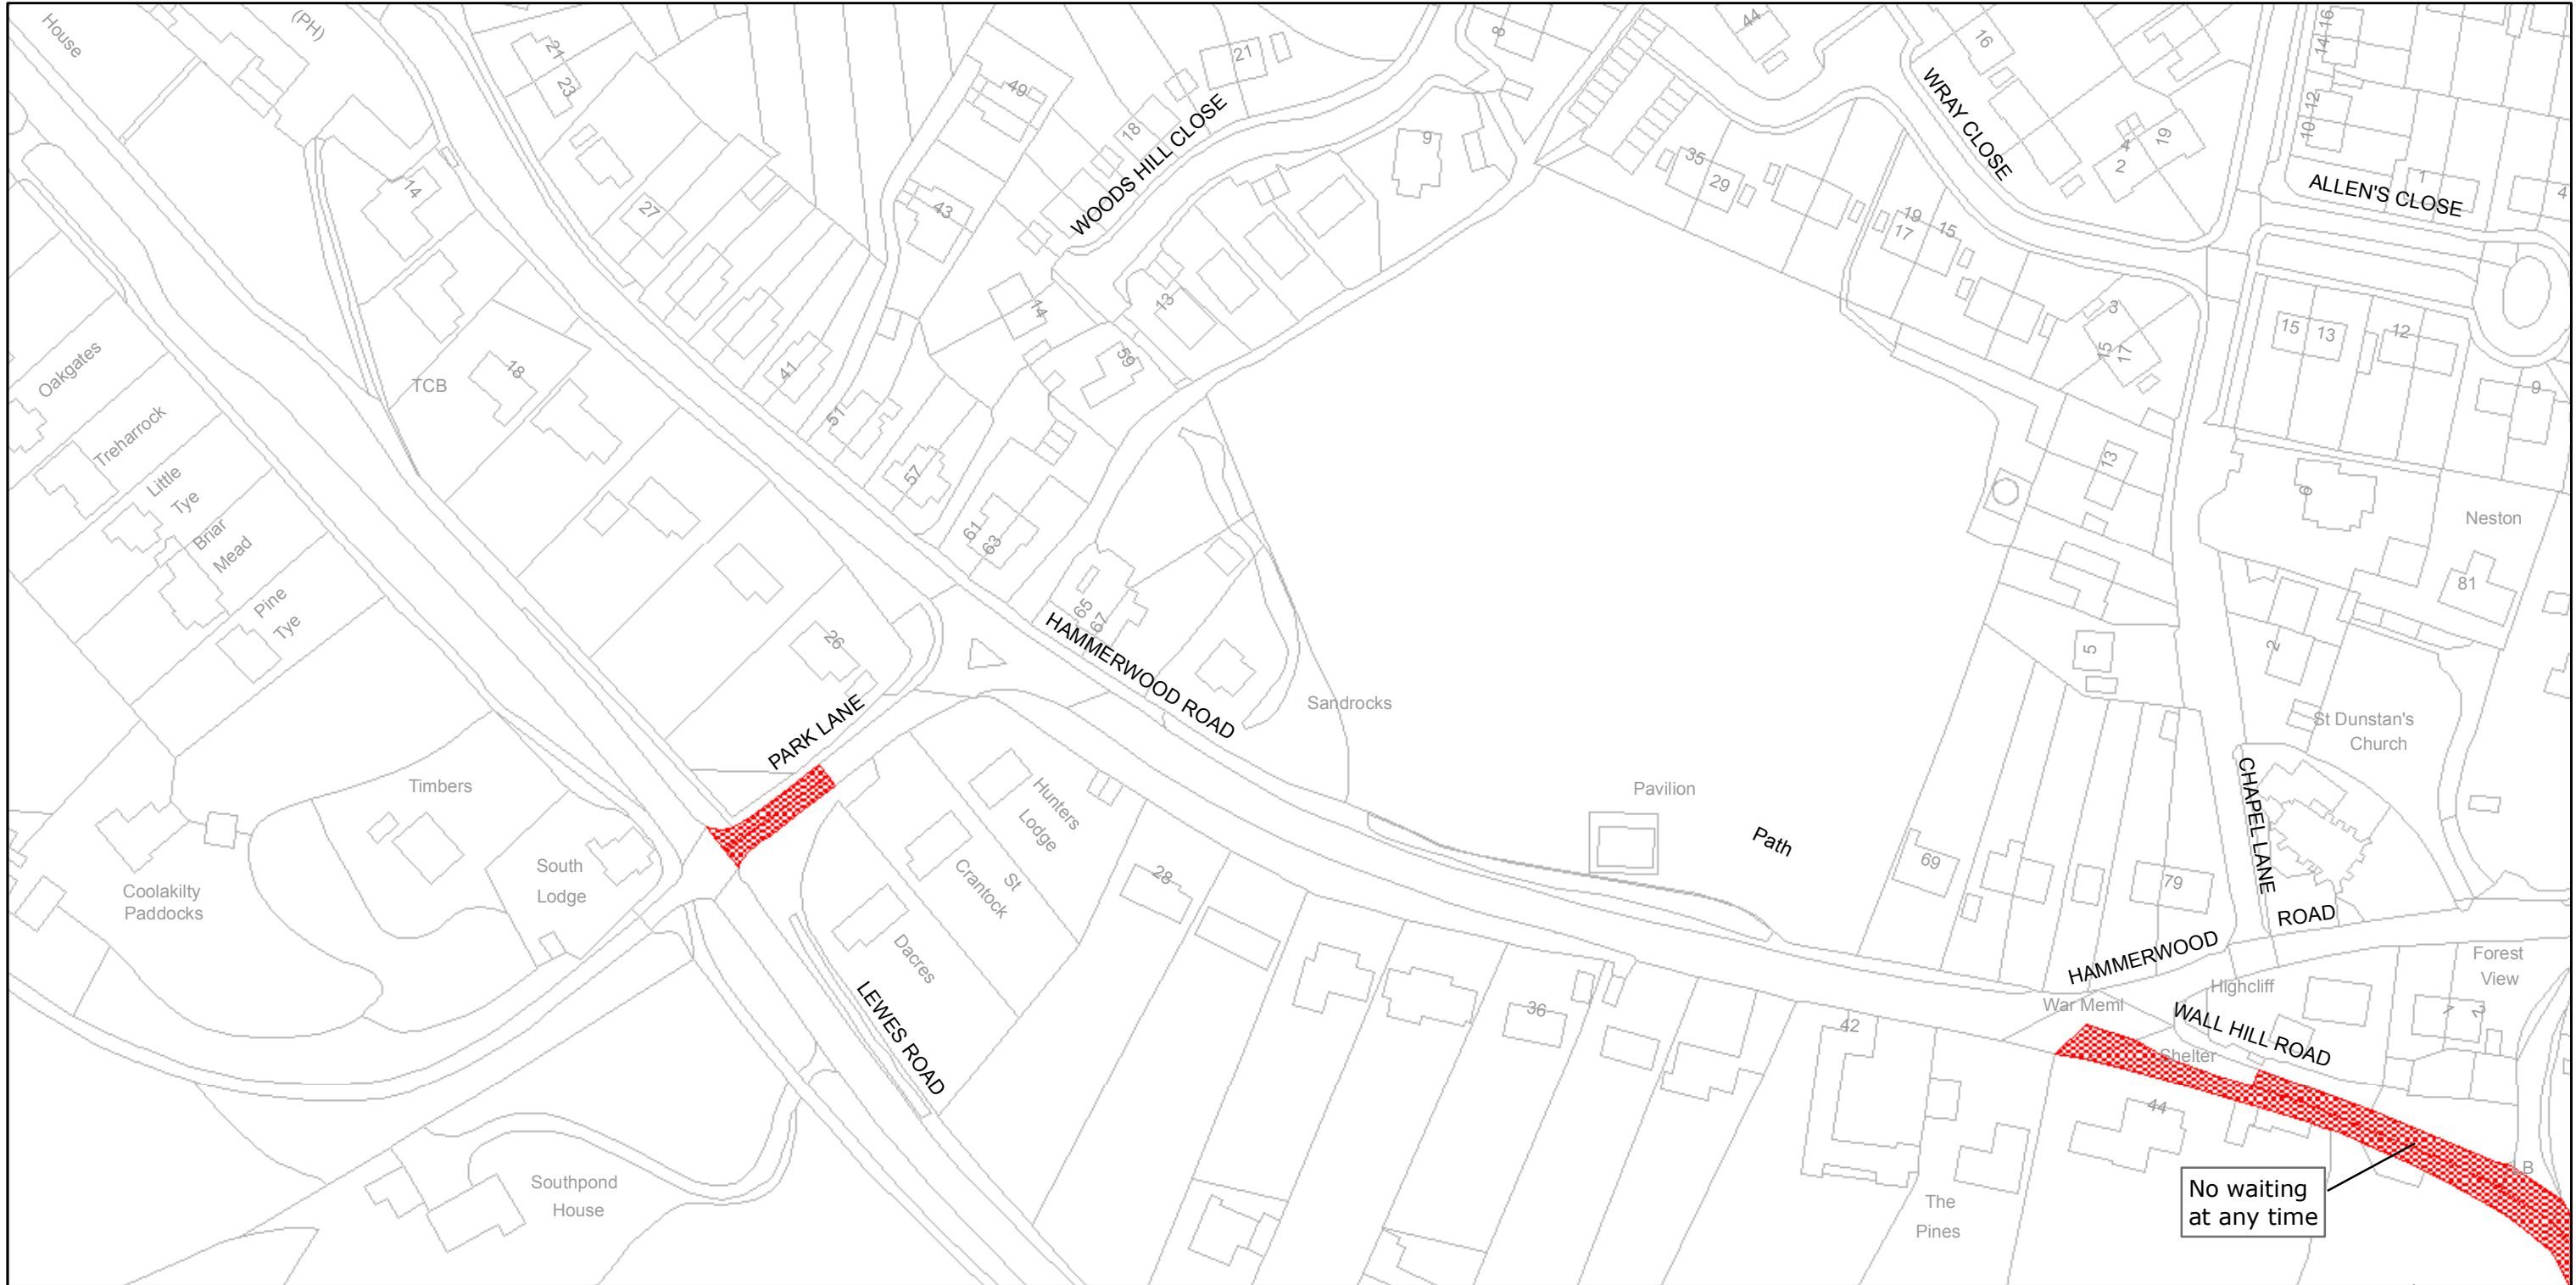 House
(PH)
21
23
49
21
8
44
16
14 16
10 12
18
WOODS HILL CLOSE
9
WRAY CLOSE
35
29
4
2
19
ALLEN'S CLOSE
1
4
14
27
43
19
17
15
14
13
3
15
17
15
13
12
Oakgates
TCB
18
41
59
9
Treharrock
51
57
13
6
Little
Tye
Briar
Mead
61
63
Neston
81
Pine
Tye
65
67
HAMMERWOOD ROAD
26
5
2
PARK LANE
Sandrocks
St Dunstan's
Church
Timbers
Hunters
Lodge
Pavilion
Path
CHAPEL LANE
South
Lodge
St
Crantock
28
69
79
Coolakilty
Paddocks
Dacres
HAMMERWOOD
ROAD
Forest
View
LEWES ROAD
36
42
War Meml
Highcliff
WALL HILL ROAD
7
2
Shelter
44
LB
No waiting
at any time
Southpond
House
The
Pines